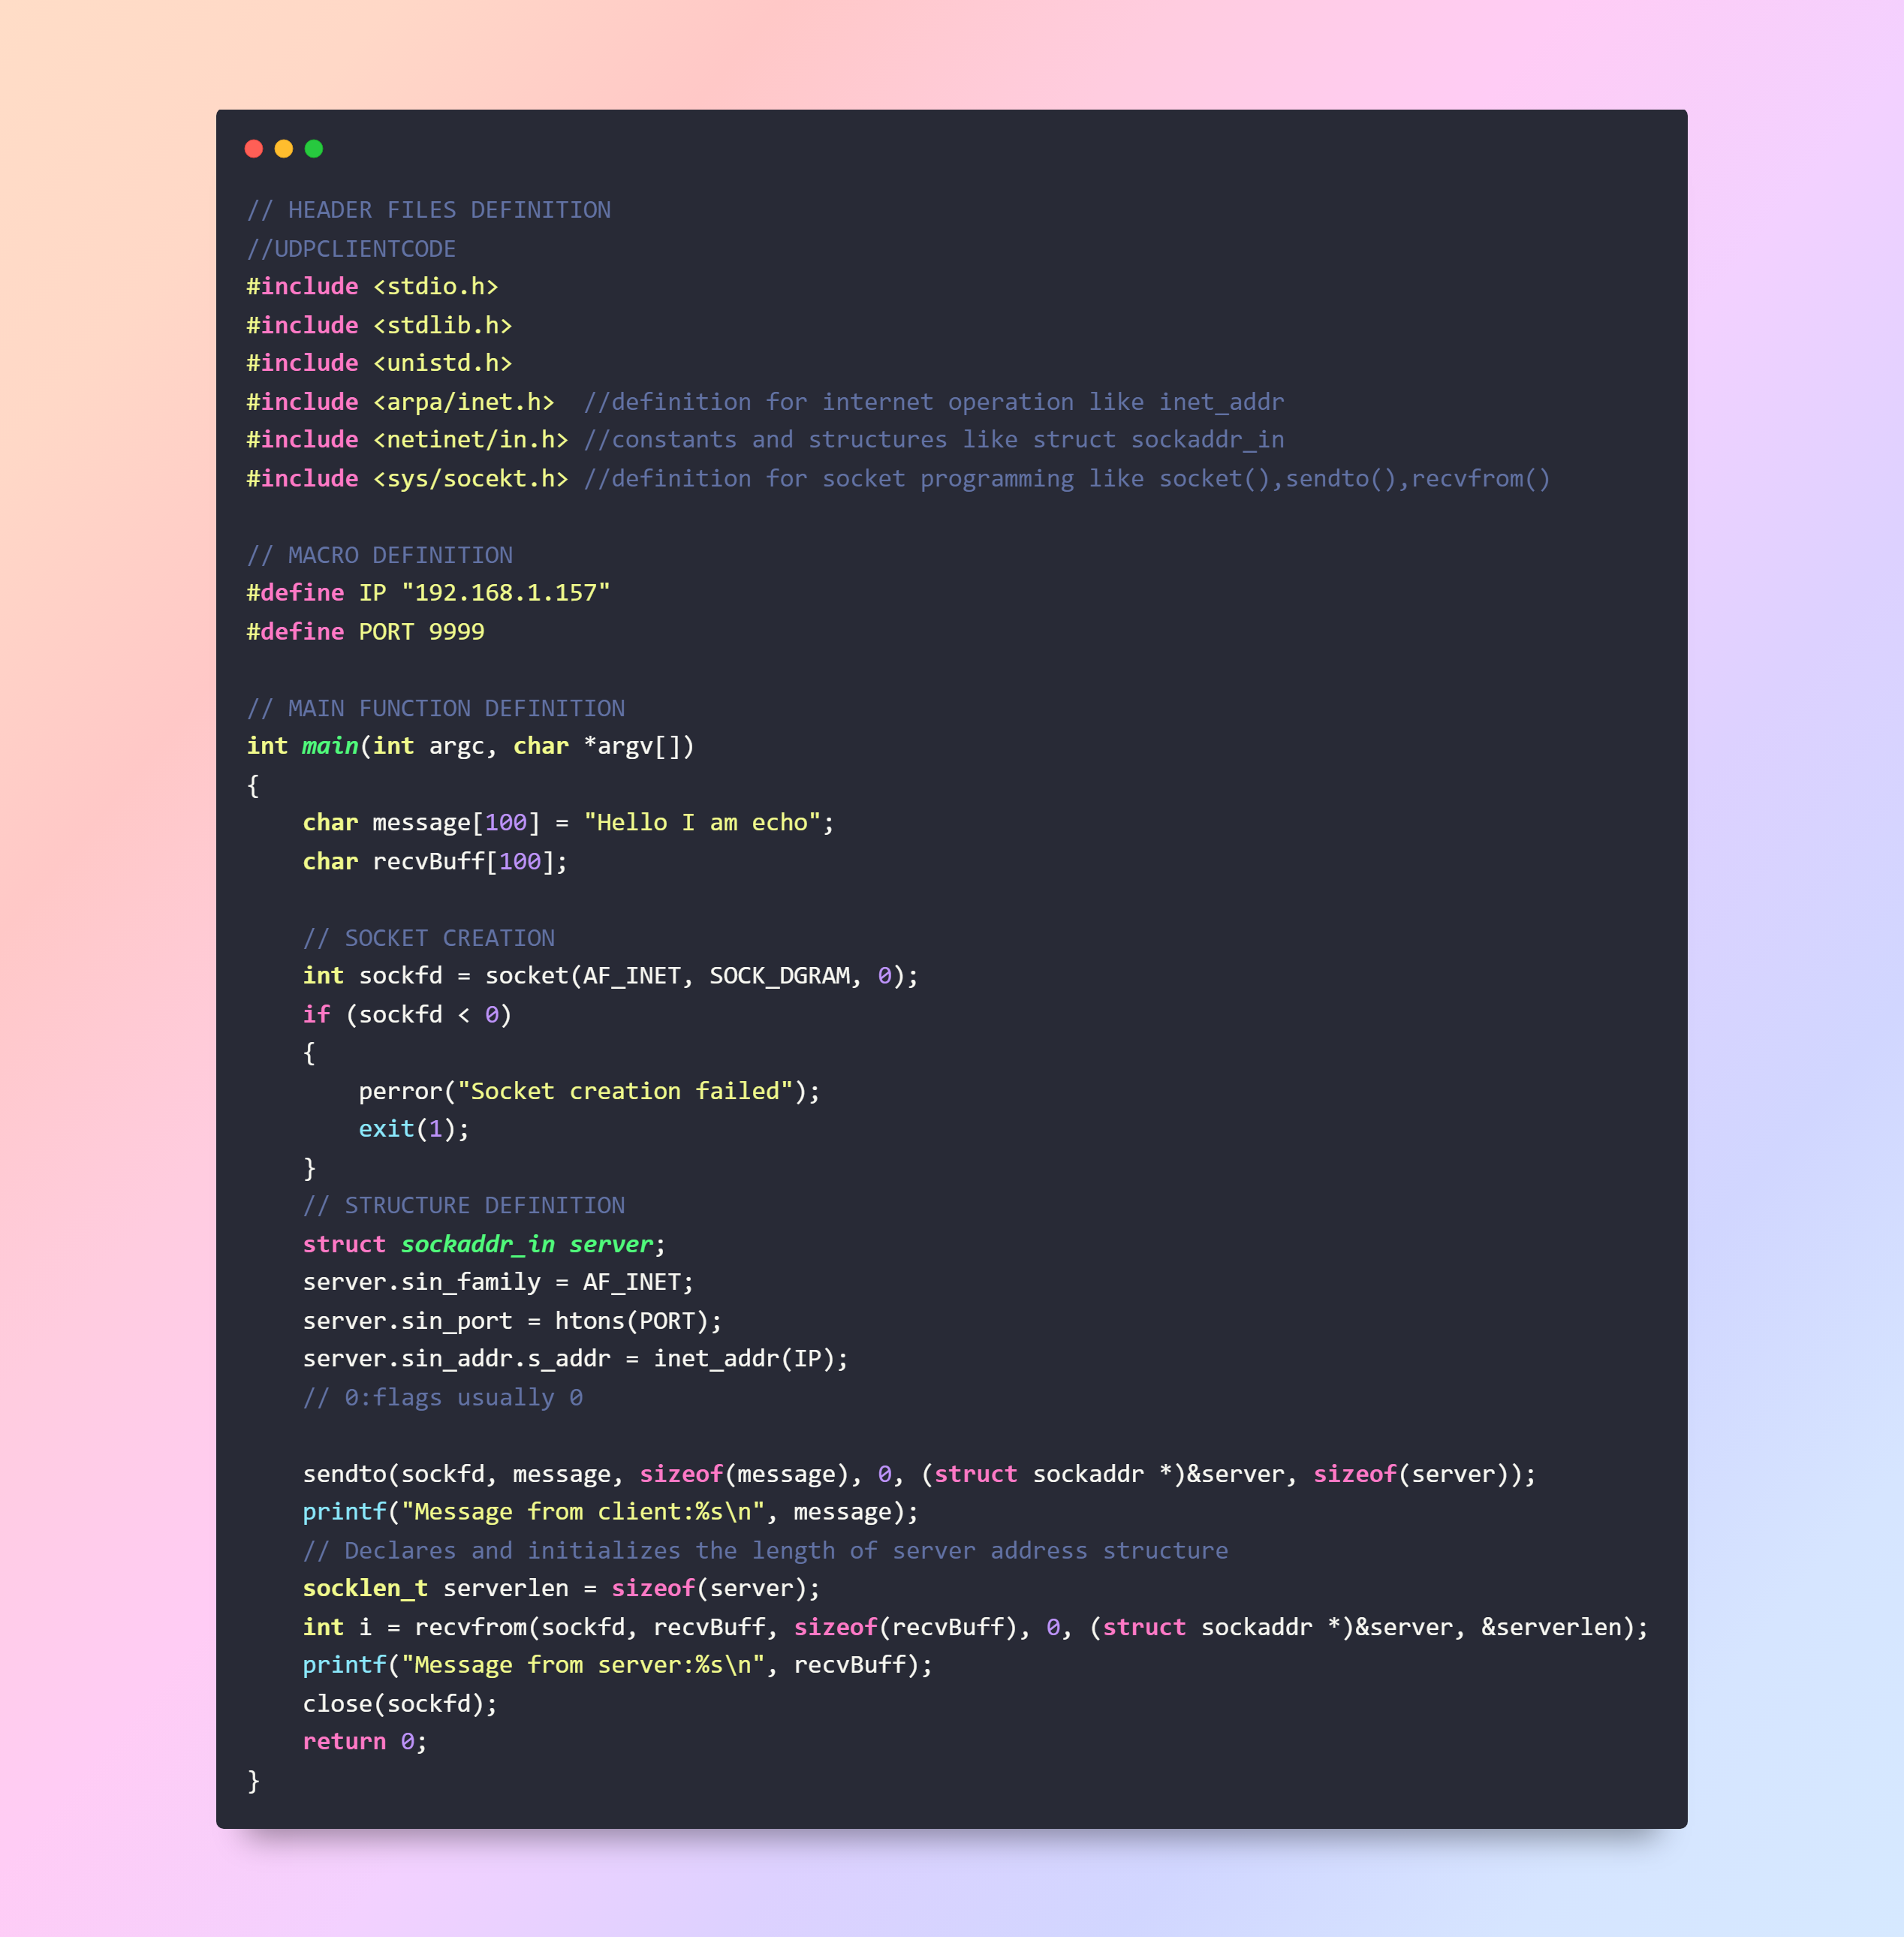 // HEADER FILES DEFINITION
//UDPCLIENTCODE
#include <stdio.h>
#include <stdlib.h>
#include <unistd.h>
#include <arpa/inet.h>  //definition for internet operation like inet_addr
#include <netinet/in.h> //constants and structures like struct sockaddr_in
#include <sys/socekt.h> //definition for socket programming like socket(),sendto(),recvfrom()

// MACRO DEFINITION
#define IP "192.168.1.157"
#define PORT 9999

// MAIN FUNCTION DEFINITION
int main(int argc, char *argv[])
{
    char message[100] = "Hello I am echo";
    char recvBuff[100];

    // SOCKET CREATION
    int sockfd = socket(AF_INET, SOCK_DGRAM, 0);
    if (sockfd < 0)
    {
        perror("Socket creation failed");
        exit(1);
    }
    // STRUCTURE DEFINITION
    struct sockaddr_in server;
    server.sin_family = AF_INET;
    server.sin_port = htons(PORT);
    server.sin_addr.s_addr = inet_addr(IP);
    // 0:flags usually 0

    sendto(sockfd, message, sizeof(message), 0, (struct sockaddr *)&server, sizeof(server));
    printf("Message from client:%s\n", message);
    // Declares and initializes the length of server address structure
    socklen_t serverlen = sizeof(server);
    int i = recvfrom(sockfd, recvBuff, sizeof(recvBuff), 0, (struct sockaddr *)&server, &serverlen);
    printf("Message from server:%s\n", recvBuff);
    close(sockfd);
    return 0;
}